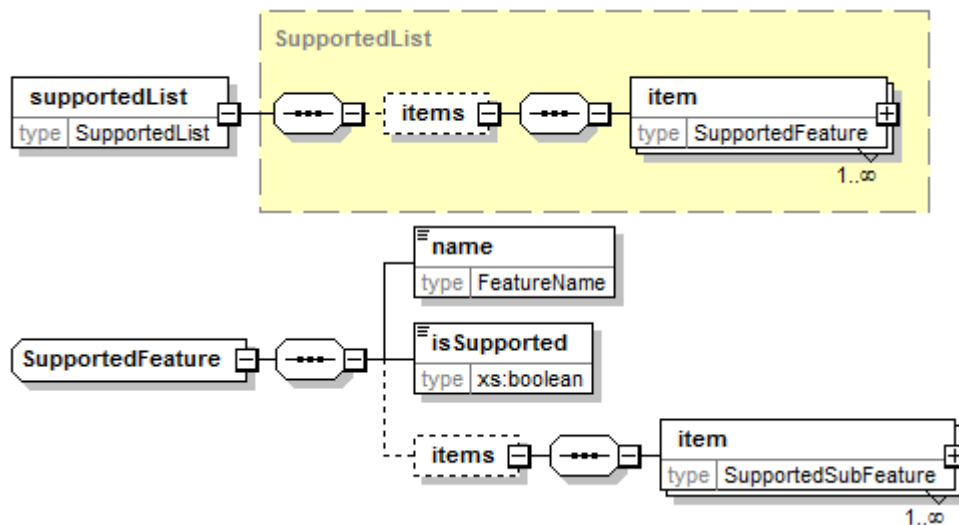 SupportedList
supportedList
type SupportedList
items
item
type SupportedFeature
1..∞
name
type FeatureName
SupportedFeature
isSupported
type xs:boolean
items
item
type SupportedSubFeature
1..∞